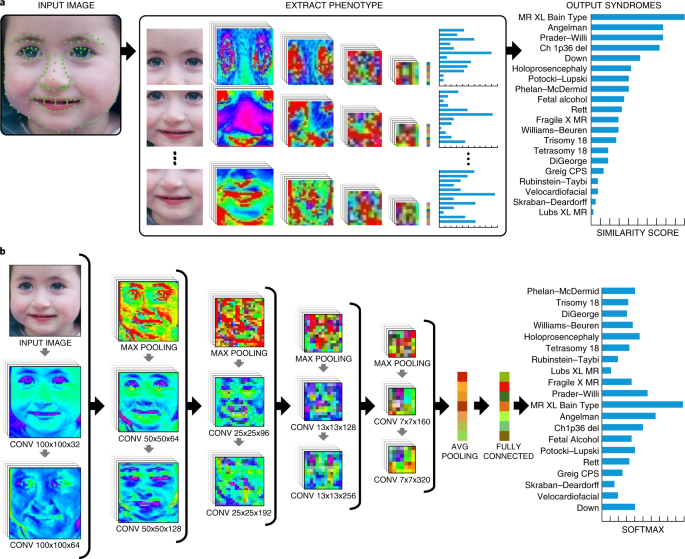 a
INPUT IMAGE
EXTRACT PHENOTYPE
OUTPUT SYNDROMES
MR XL Bain Type
Angelman
Prader–Willi
Ch 1p36 del
Down
Holoprosencephaly
Potocki–Lupski
Phelan–McDermid
Fetal alcohol
Rett
Fragile X MR
Williams–Beuren
Trisomy 18
Tetrasomy 18
DiGeorge
Greig CPS
Rubinstein–Taybi
Velocardiofacial
Skraban–Deardorff
Lubs XL MR
SIMILARITY SCORE
b
INPUT IMAGE
CONV 100x100x32
CONV 100x100x64
MAX POOLING
CONV 50x50x64
CONV 50x50x128
MAX POOLING
CONV 25x25x96
CONV 25x25x192
MAX POOLING
CONV 13x13x128
CONV 13x13x256
MAX POOLING
CONV 7x7x160
CONV 7x7x320
AVG
POOLING
FULLY
CONNECTED
Phelan–McDermid
Trisomy 18
DiGeorge
Williams–Beuren
Holoprosencephaly
Tetrasomy 18
Rubinstein–Taybi
Lubs XL MR
Fragile X MR
Prader–Willi
MR XL Bain Type
Angelman
Ch1p36 del
Fetal Alcohol
Potocki–Lupski
Rett
Greig CPS
Skraban–Deardorff
Velocardiofacial
Down
SOFTMAX